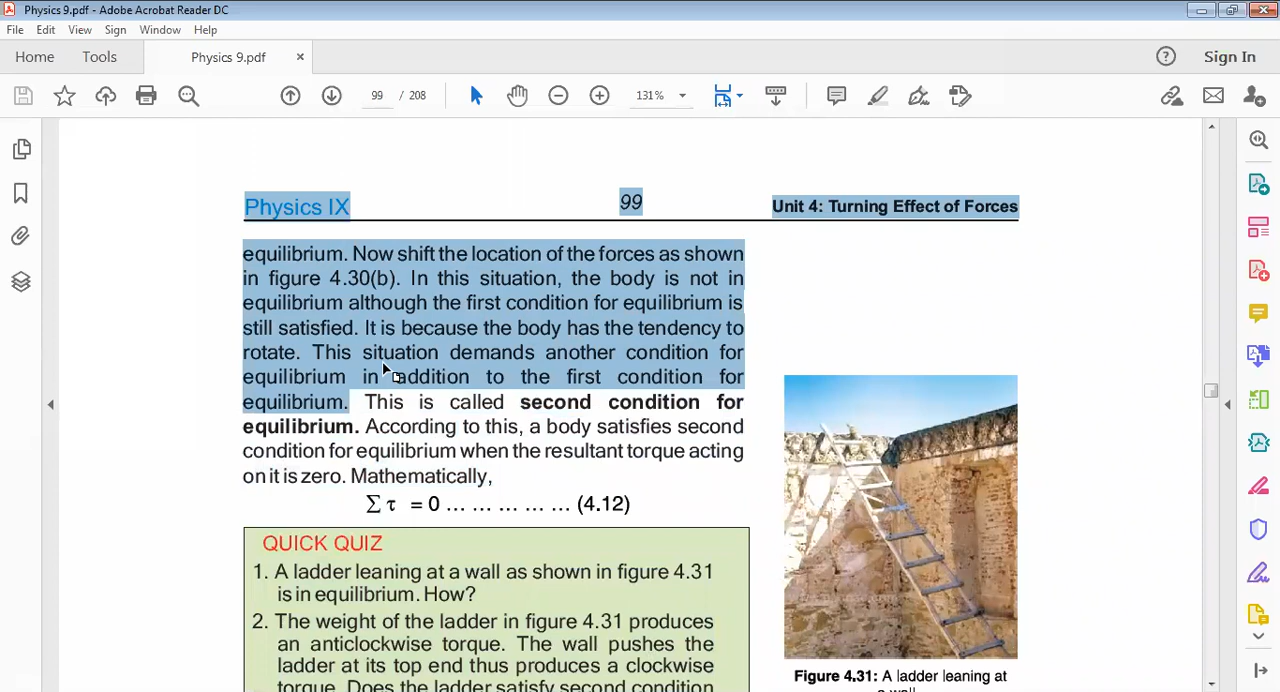 Physics 9.pdf - Adobe Acrobat Reader DC
File Edit View Sign Window Help
Home Tools Physics 9.pdf × Sign In
99 / 208 131%
Physics IX 99 Unit 4: Turning Effect of Forces
equilibrium. Now shift the location of the forces as shown
in figure 4.30(b). In this situation, the body is not in
equilibrium although the first condition for equilibrium is
still satisfied. It is because the body has the tendency to
rotate. This situation demands another condition for
equilibrium in addition to the first condition for
equilibrium. This is called second condition for
equilibrium. According to this, a body satisfies second
condition for equilibrium when the resultant torque acting
on it is zero. Mathematically,
Σ τ = 0 ... ... ... ... ... (4.12)
QUICK QUIZ
1. A ladder leaning at a wall as shown in figure 4.31
is in equilibrium. How?
2. The weight of the ladder in figure 4.31 produces
an anticlockwise torque. The wall pushes the
ladder at its top end thus produces a clockwise
torque. Does the ladder satisfy second condition
Figure 4.31: A ladder leaning at
a wall